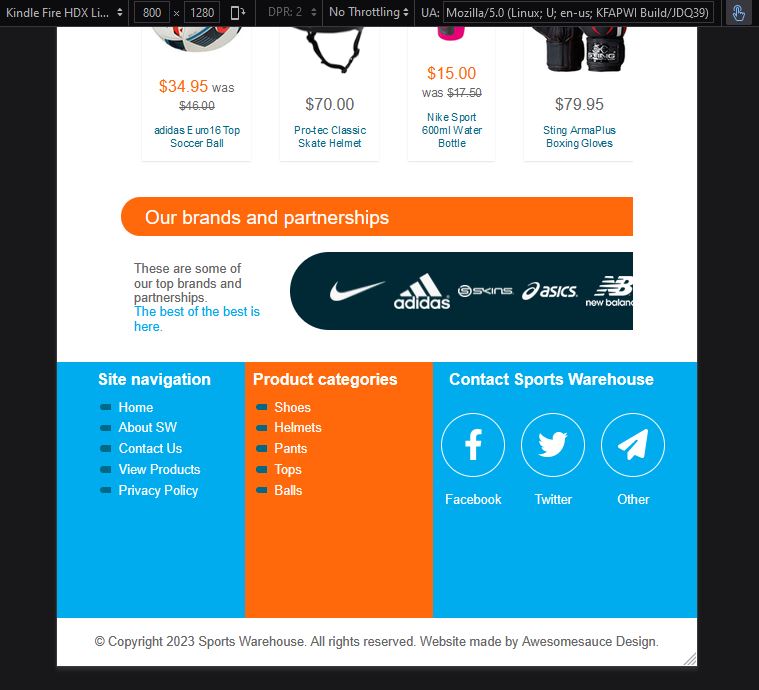 Kindle Fire HDX Li... 800 × 1280 DPR: 2 No Throttling UA: Mozilla/5.0 (Linux; U; en-us; KFAPWI Build/JDQ39)
$34.95 was
$46.00
adidas Euro16 Top
Soccer Ball
$70.00
Pro-tec Classic
Skate Helmet
$15.00
was $17.50
Nike Sport
600ml Water
Bottle
STING
$79.95
Sting ArmaPlus
Boxing Gloves
Our brands and partnerships
These are some of
our top brands and
partnerships.
The best of the best is
here.
adidas
SKINS
asics
NB
new balanc
Site navigation
Home
About SW
Contact Us
View Products
Privacy Policy
Product categories
Shoes
Helmets
Pants
Tops
Balls
Contact Sports Warehouse
Facebook
Twitter
Other
© Copyright 2023 Sports Warehouse. All rights reserved. Website made by Awesomesauce Design.